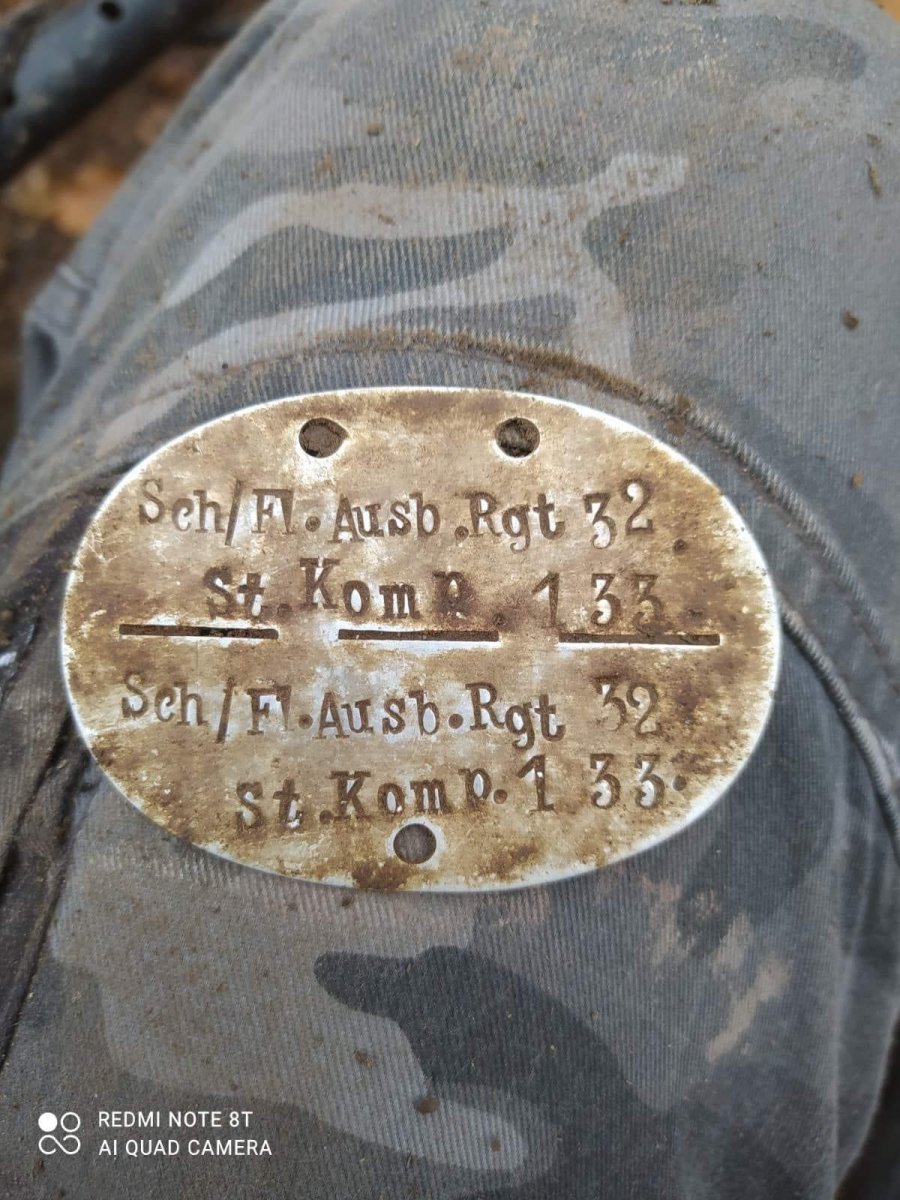 Sch/Fl.Ausb.Rgt 32.
St.Komp. 133.
Sch/Fl.Ausb.Rgt 32
St.Komp. 133.
REDMI NOTE 8T
AI QUAD CAMERA